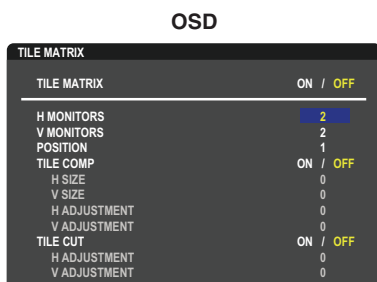 OSD
TILE MATRIX
TILE MATRIX ON / OFF
H MONITORS 2
V MONITORS 2
POSITION 1
TILE COMP ON / OFF
H SIZE 0
V SIZE 0
H ADJUSTMENT 0
V ADJUSTMENT 0
TILE CUT ON / OFF
H ADJUSTMENT 0
V ADJUSTMENT 0